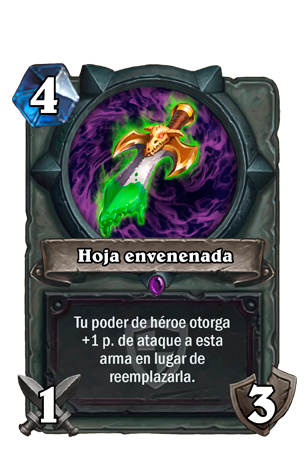 4
Hoja envenenada
Tu poder de héroe otorga
+1 p. de ataque a esta
arma en lugar de
reemplazarla.
1
3